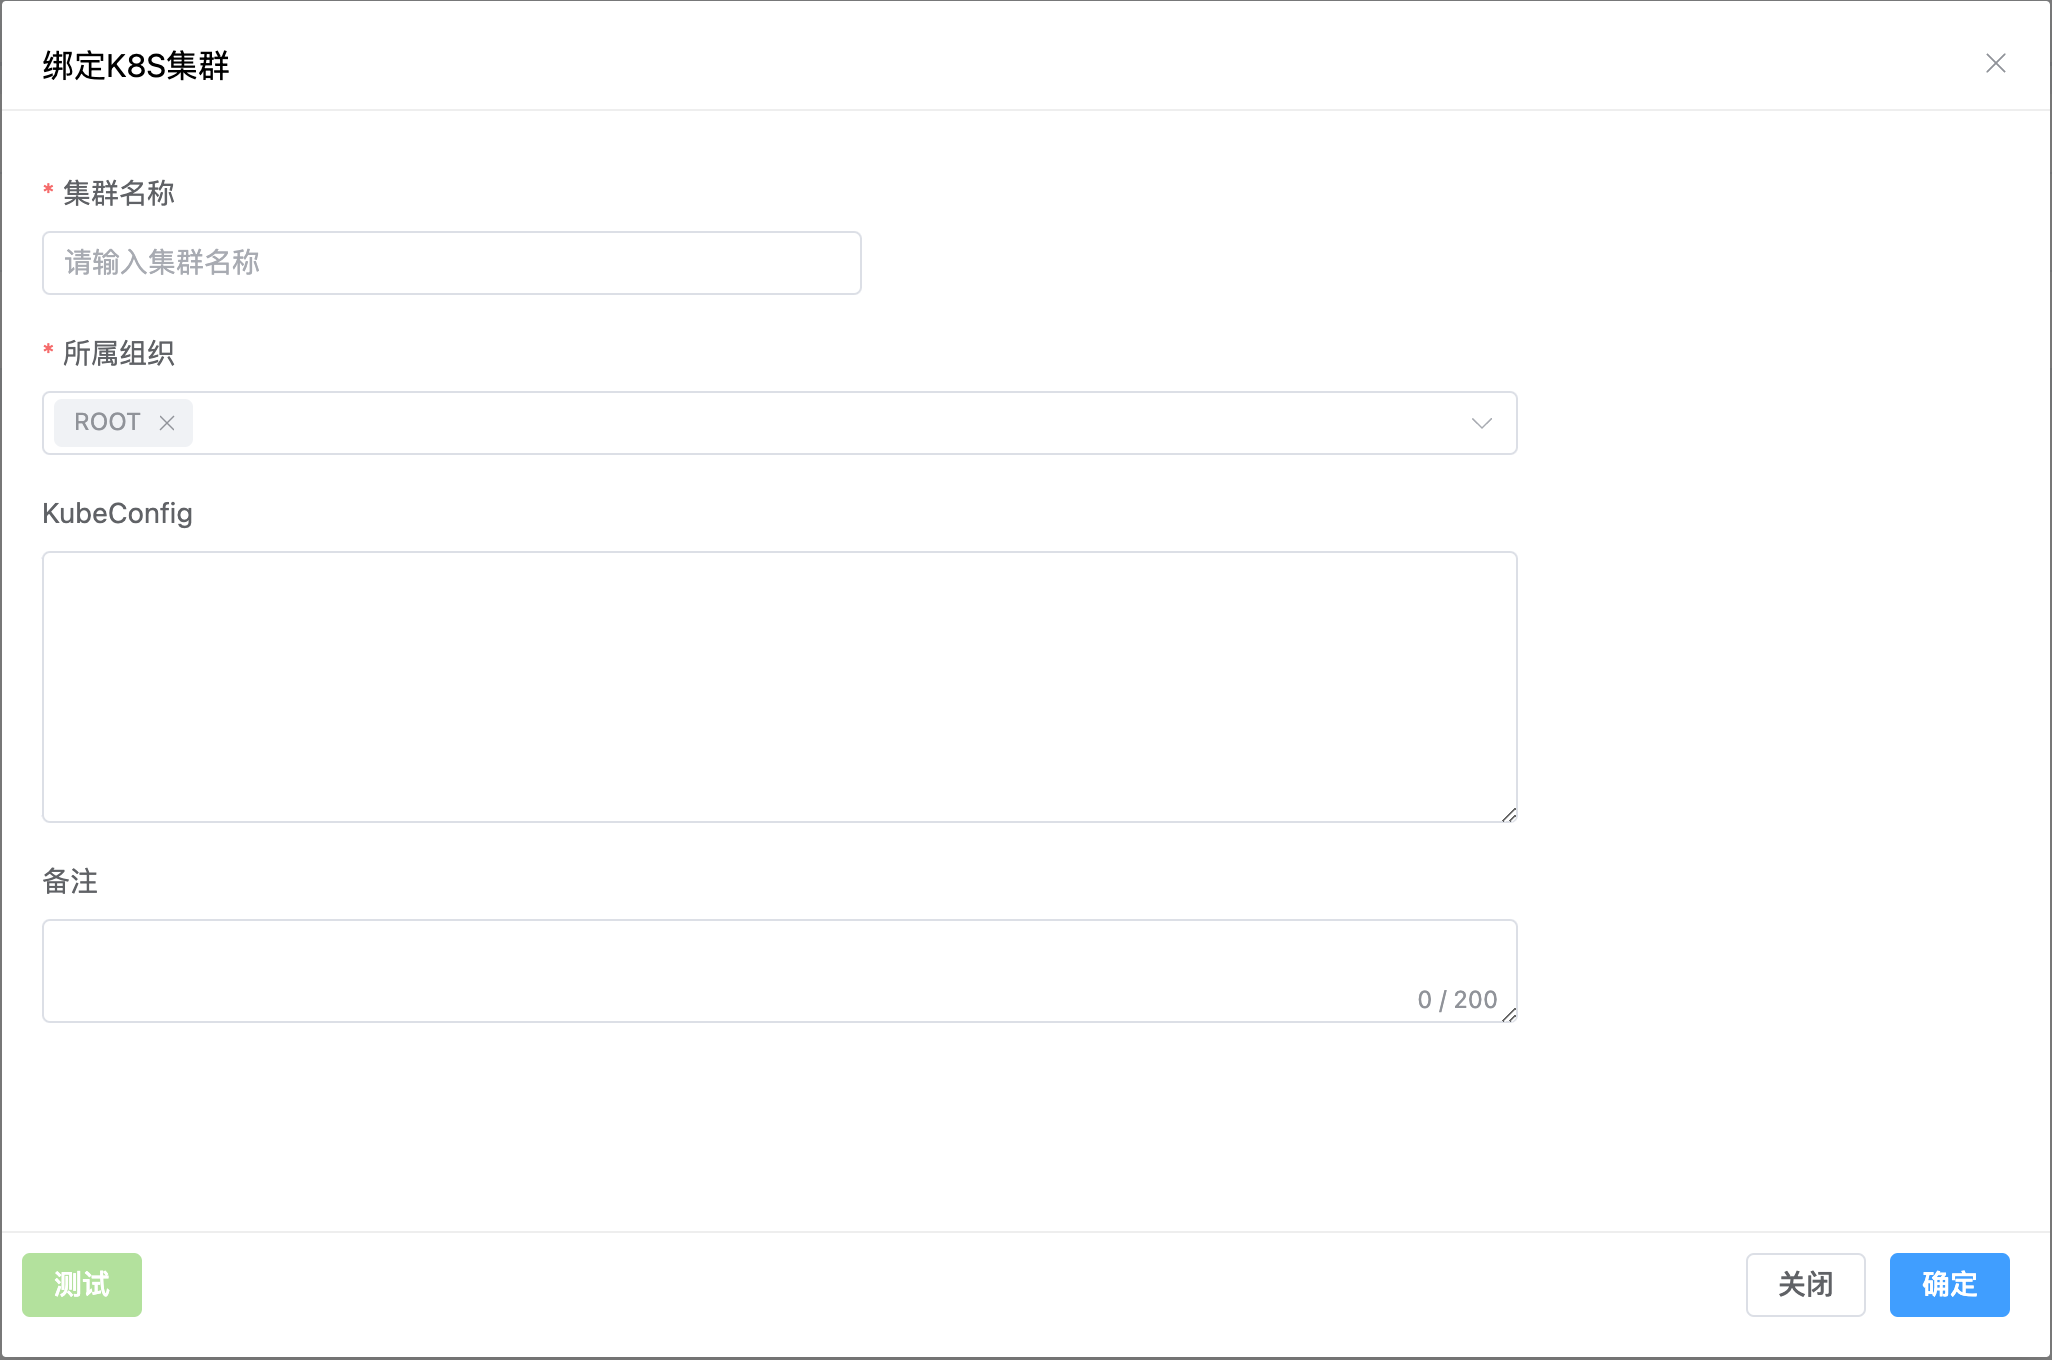 绑定K8S集群
* 集群名称
请输入集群名称
* 所属组织
ROOT
KubeConfig
备注
0 / 200
测试
关闭
确定